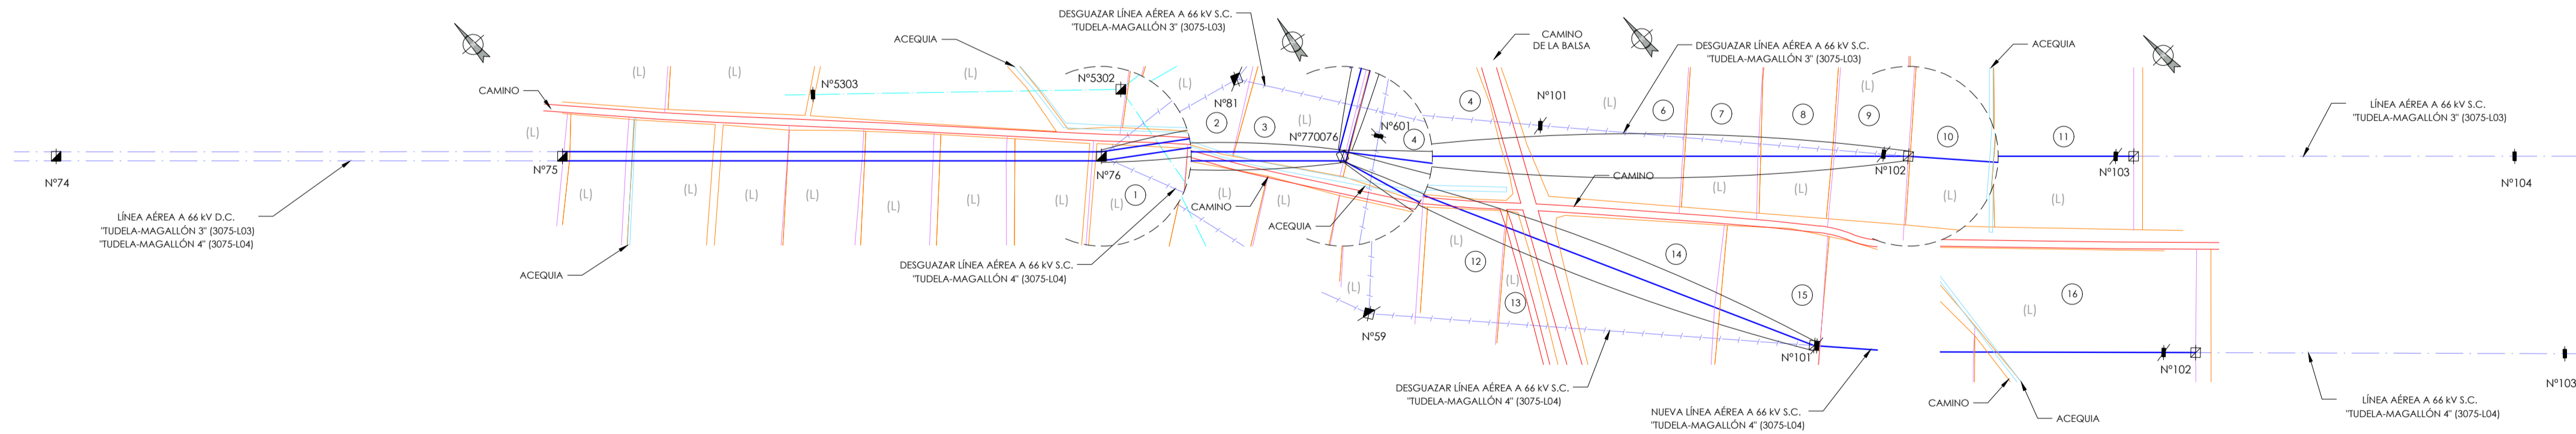 DESGUAZAR LÍNEA AÉREA A 66 kV S.C.
"TUDELA-MAGALLÓN 3" (3075-L03)
ACEQUIA
CAMINO
DE LA BALSA
DESGUAZAR LÍNEA AÉREA A 66 kV S.C.
"TUDELA-MAGALLÓN 3" (3075-L03)
ACEQUIA
(L)
(L)
(L)
Nº5303
Nº5302
(L)
Nº81
CAMINO
(L)
2
3
(L)
Nº770076
Nº601
4
4
Nº101
(L)
6
7
8
9
(L)
10
11
LÍNEA AÉREA A 66 kV S.C.
"TUDELA-MAGALLÓN 3" (3075-L03)
Nº74
Nº75
Nº76
Nº102
Nº103
Nº104
(L)
(L)
(L)
(L)
(L)
(L)
(L)
(L)
1
(L)
(L)
CAMINO
CAMINO
(L)
(L)
(L)
(L)
LÍNEA AÉREA A 66 kV D.C.
"TUDELA-MAGALLÓN 3" (3075-L03)
"TUDELA-MAGALLÓN 4" (3075-L04)
ACEQUIA
ACEQUIA
DESGUAZAR LÍNEA AÉREA A 66 kV S.C.
"TUDELA-MAGALLÓN 4" (3075-L04)
(L)
12
(L)
13
14
15
16
(L)
(L)
Nº59
Nº101
Nº102
Nº103
DESGUAZAR LÍNEA AÉREA A 66 kV S.C.
"TUDELA-MAGALLÓN 4" (3075-L04)
NUEVA LÍNEA AÉREA A 66 kV S.C.
"TUDELA-MAGALLÓN 4" (3075-L04)
CAMINO
ACEQUIA
LÍNEA AÉREA A 66 kV S.C.
"TUDELA-MAGALLÓN 4" (3075-L04)